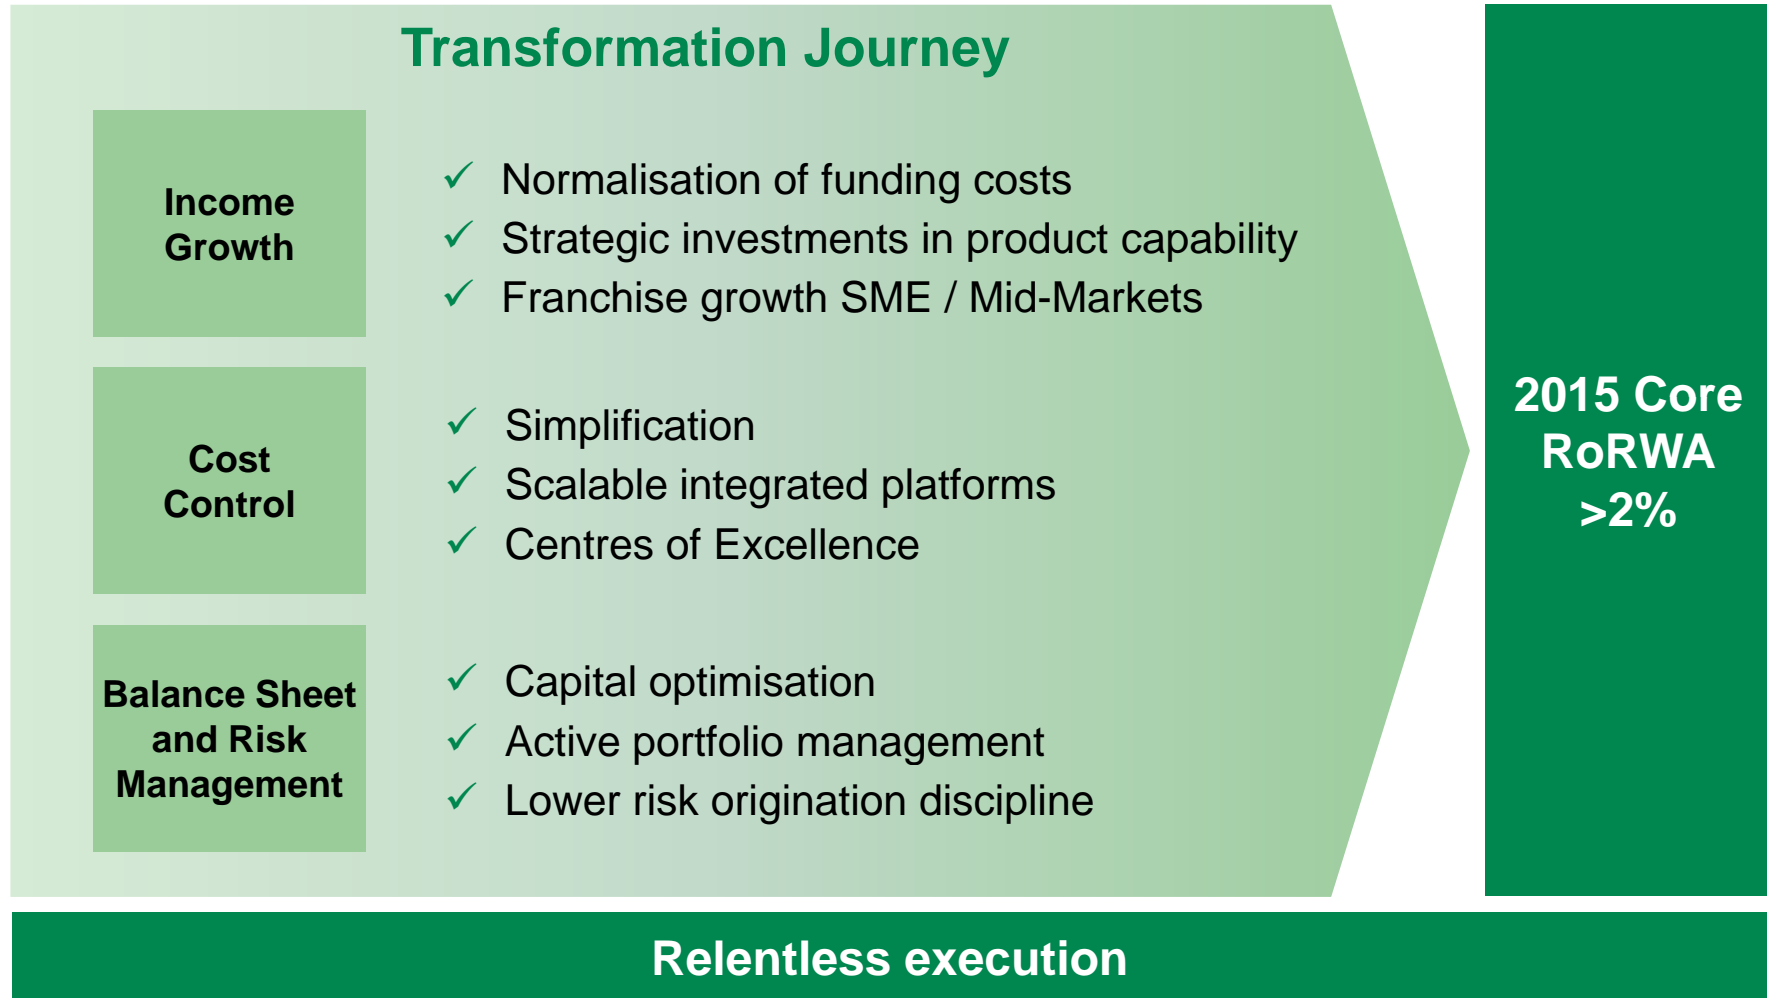 Transformation Journey
Income
Growth
✓ Normalisation of funding costs
✓ Strategic investments in product capability
✓ Franchise growth SME / Mid-Markets
Cost
Control
✓ Simplification
✓ Scalable integrated platforms
✓ Centres of Excellence
Balance Sheet
and Risk
Management
✓ Capital optimisation
✓ Active portfolio management
✓ Lower risk origination discipline
2015 Core
RoRWA
>2%
Relentless execution